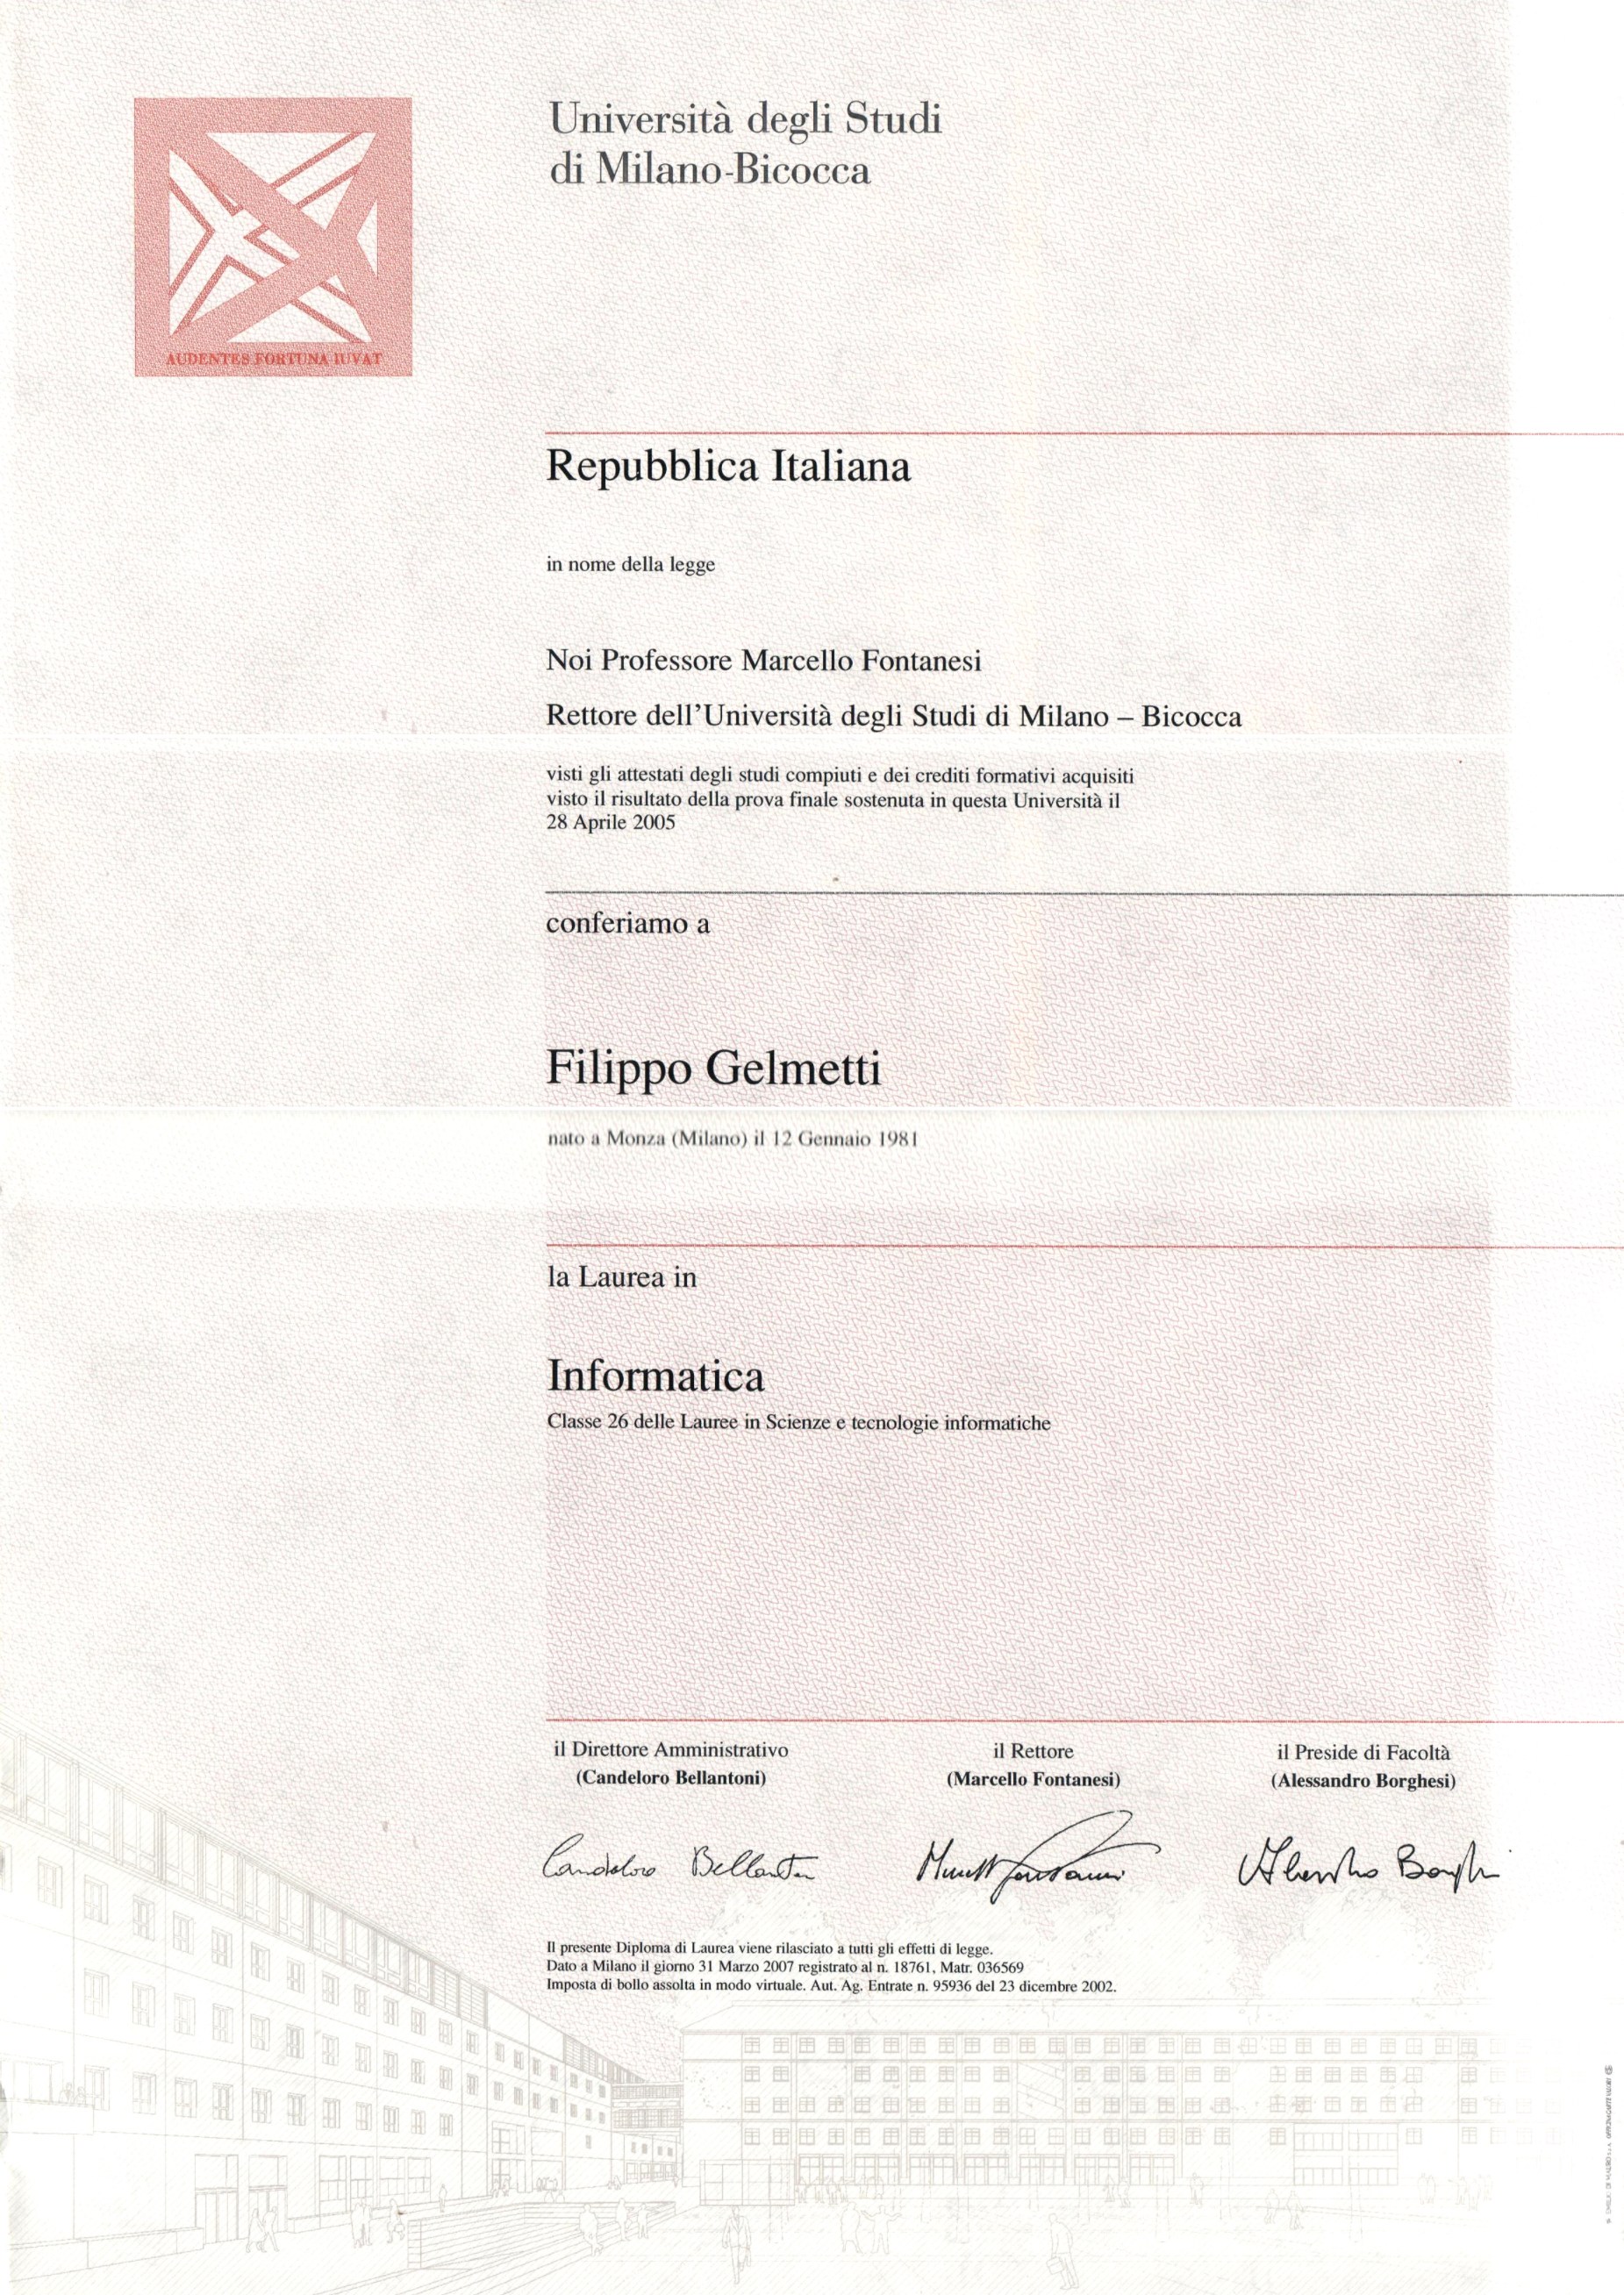 Università degli Studi
di Milano-Bicocca
AUDENTES FORTUNA IUVAT
Repubblica Italiana
in nome della legge
Noi Professore Marcello Fontanesi
Rettore dell'Università degli Studi di Milano – Bicocca
visti gli attestati degli studi compiuti e dei crediti formativi acquisiti
visto il risultato della prova finale sostenuta in questa Università il
28 Aprile 2005
conferiamo a
Filippo Gelmetti
nato a Monza (Milano) il 12 Gennaio 1981
la Laurea in
Informatica
Classe 26 delle Lauree in Scienze e tecnologie informatiche
il Direttore Amministrativo
(Candeloro Bellantoni)
il Rettore
(Marcello Fontanesi)
il Preside di Facoltà
(Alessandro Borghesi)
Candeloro Bellanton
Il presente Diploma di Laurea viene rilasciato a tutti gli effetti di legge.
Dato a Milano il giorno 31 Marzo 2007 registrato al n. 18761, Matr. 036569
Imposta di bollo assolta in modo virtuale. Aut. Ag. Entrate n. 95936 del 23 dicembre 2002.